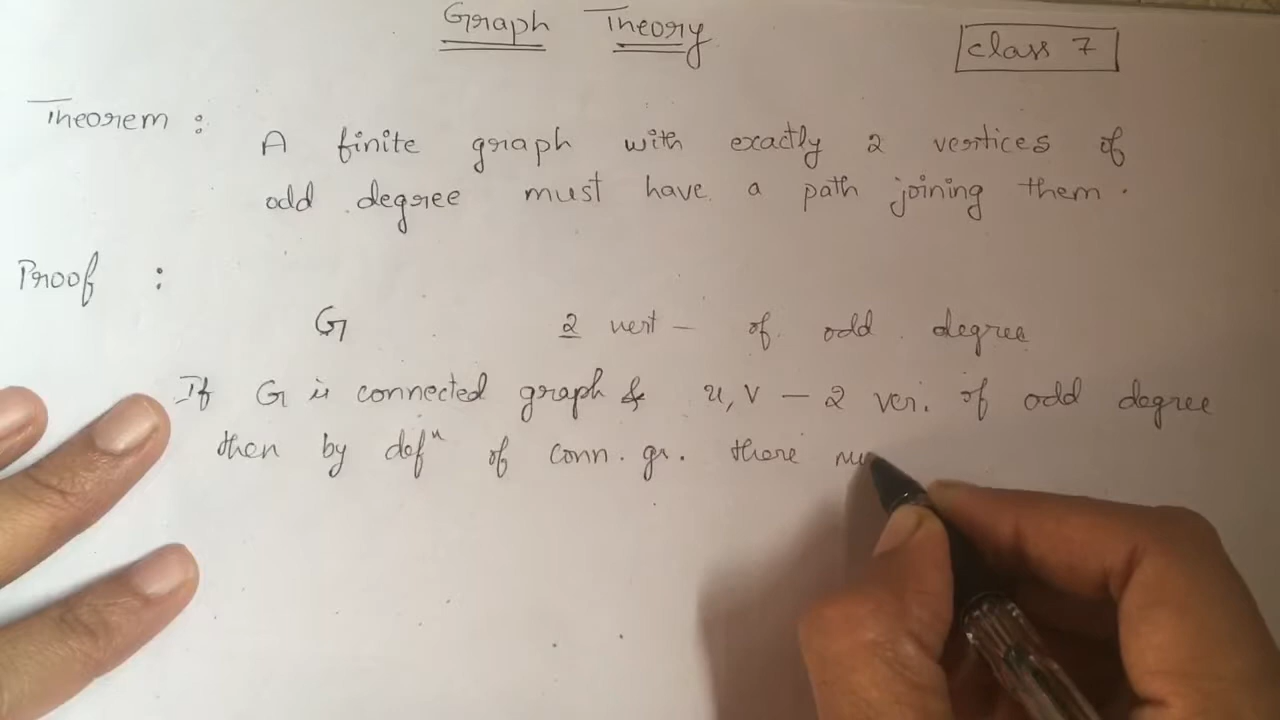 Graph Theory
class 7
Theorem : A finite graph with exactly 2 vertices of
odd degree must have a path joining them.
Proof :
G 2 vert — of odd degree
If G is connected graph & u, v — 2 ver. of odd degree
then by defⁿ of conn. gr. there